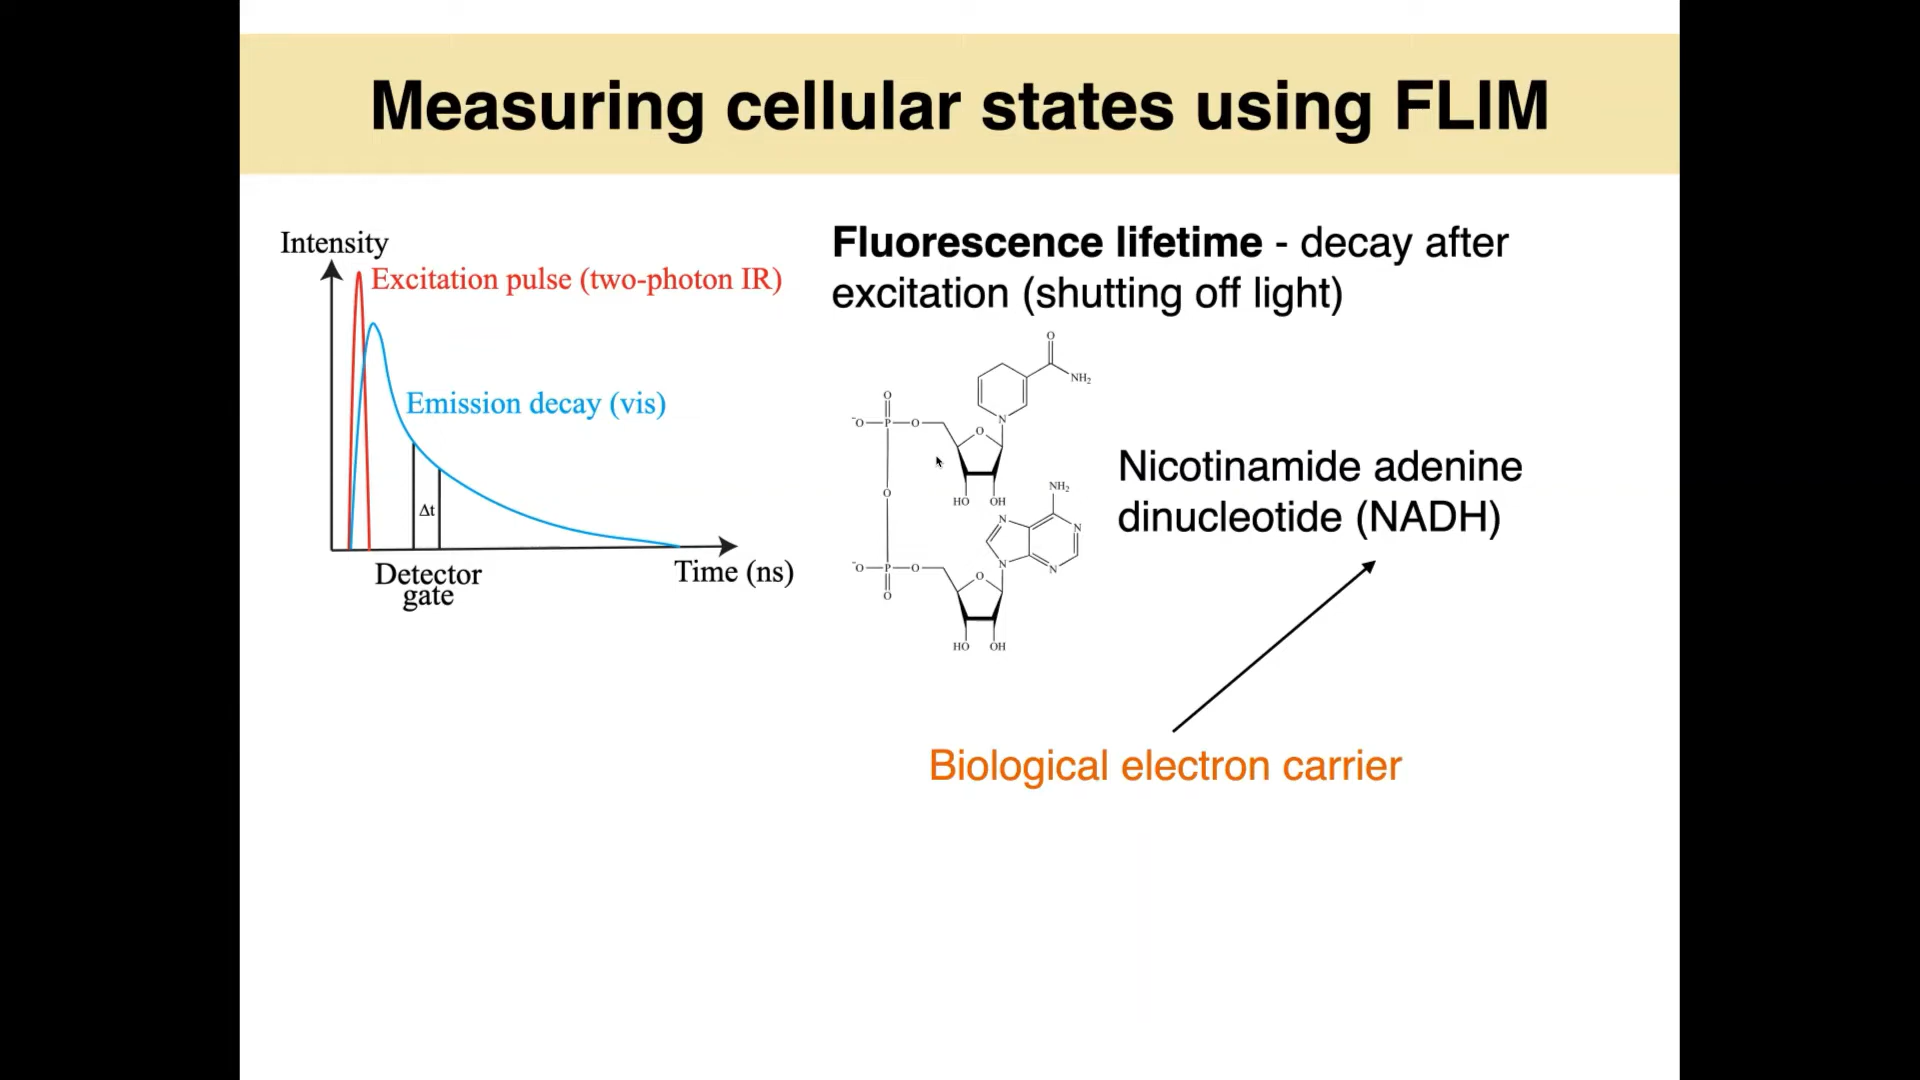 Measuring cellular states using FLIM
Intensity
Excitation pulse (two-photon IR)
Emission decay (vis)
Δt
Detector
gate
Time (ns)
Fluorescence lifetime - decay after
excitation (shutting off light)
O
NH₂
N
O
⁻O
P
O
O
HO
OH
O
NH₂
N
N
N
N
O
⁻O
P
O
O
HO
OH
Nicotinamide adenine
dinucleotide (NADH)
Biological electron carrier